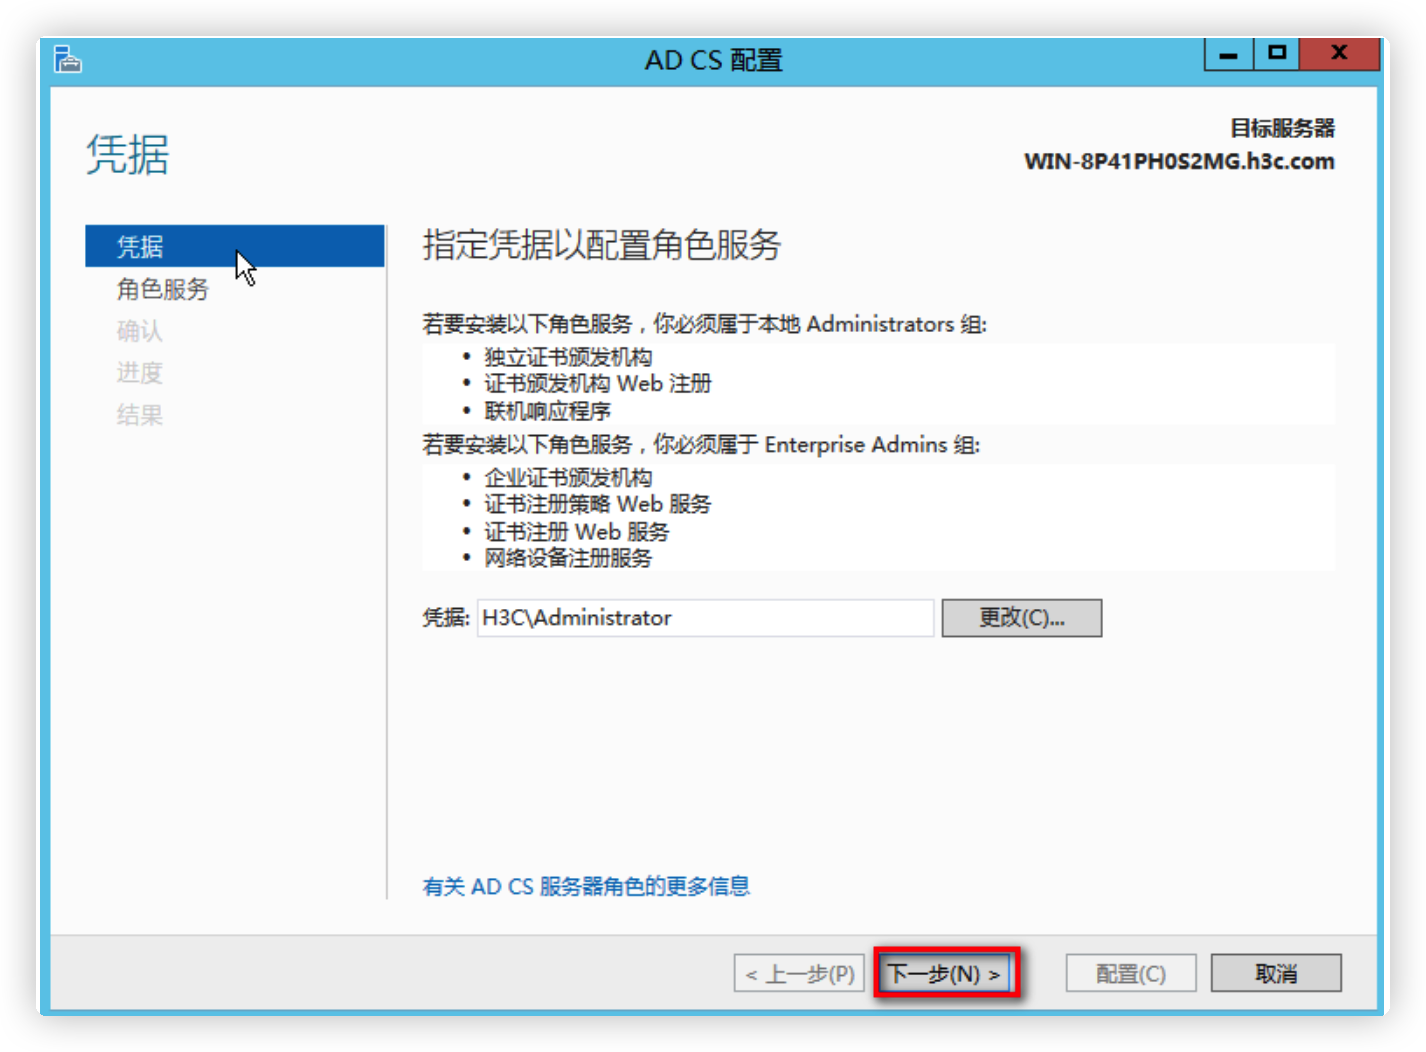 AD CS 配置
凭据
目标服务器
WIN-8P41PH0S2MG.h3c.com
凭据
角色服务
确认
进度
结果
指定凭据以配置角色服务
若要安装以下角色服务，你必须属于本地 Administrators 组:
• 独立证书颁发机构
• 证书颁发机构 Web 注册
• 联机响应程序
若要安装以下角色服务，你必须属于 Enterprise Admins 组:
• 企业证书颁发机构
• 证书注册策略 Web 服务
• 证书注册 Web 服务
• 网络设备注册服务
凭据: H3C\Administrator 更改(C)...
有关 AD CS 服务器角色的更多信息
< 上一步(P) 下一步(N) > 配置(C) 取消